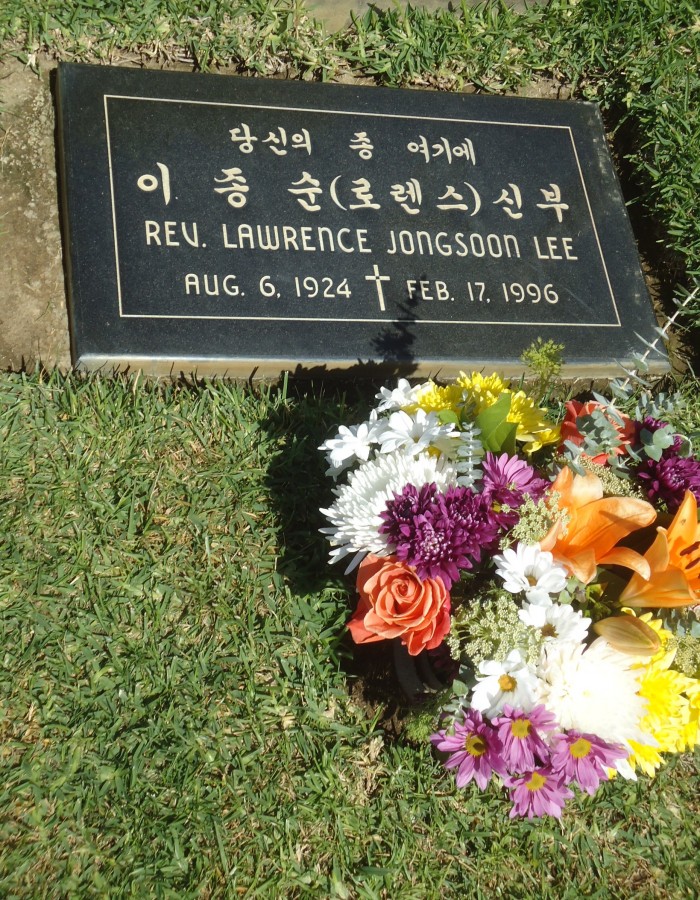 당신의 종 여기에
이종순(로렌스)신부
REV. LAWRENCE JONGSOON LEE
AUG. 6, 1924 FEB. 17, 1996